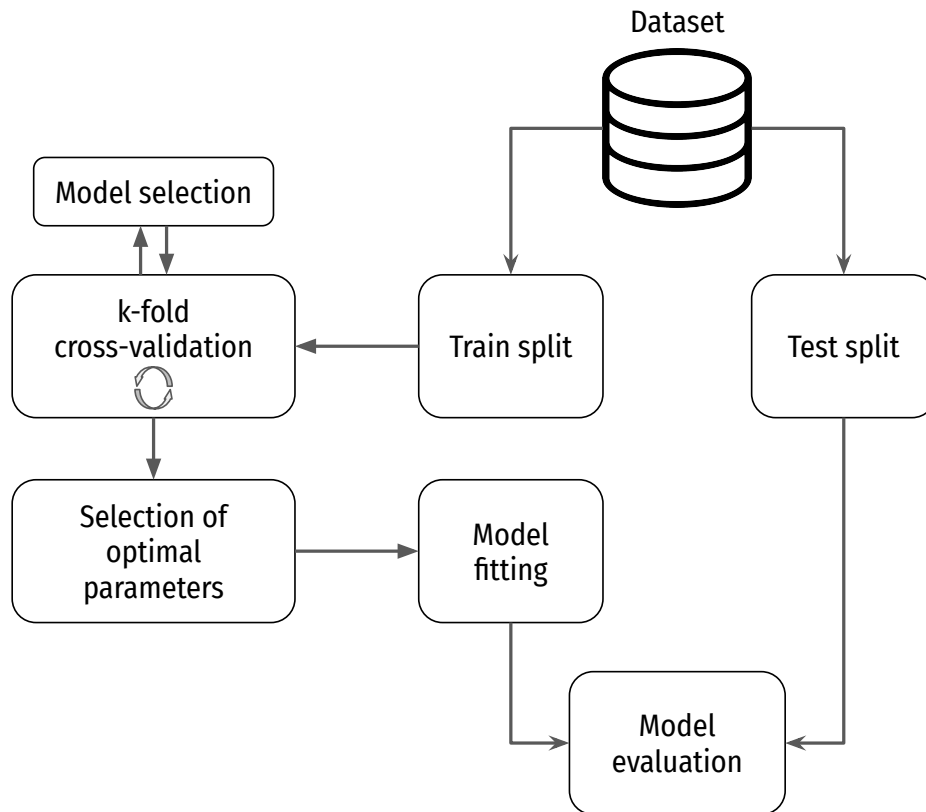 Dataset
Model selection
k-fold
cross-validation
Train split
Test split
Selection of
optimal
parameters
Model
fitting
Model
evaluation